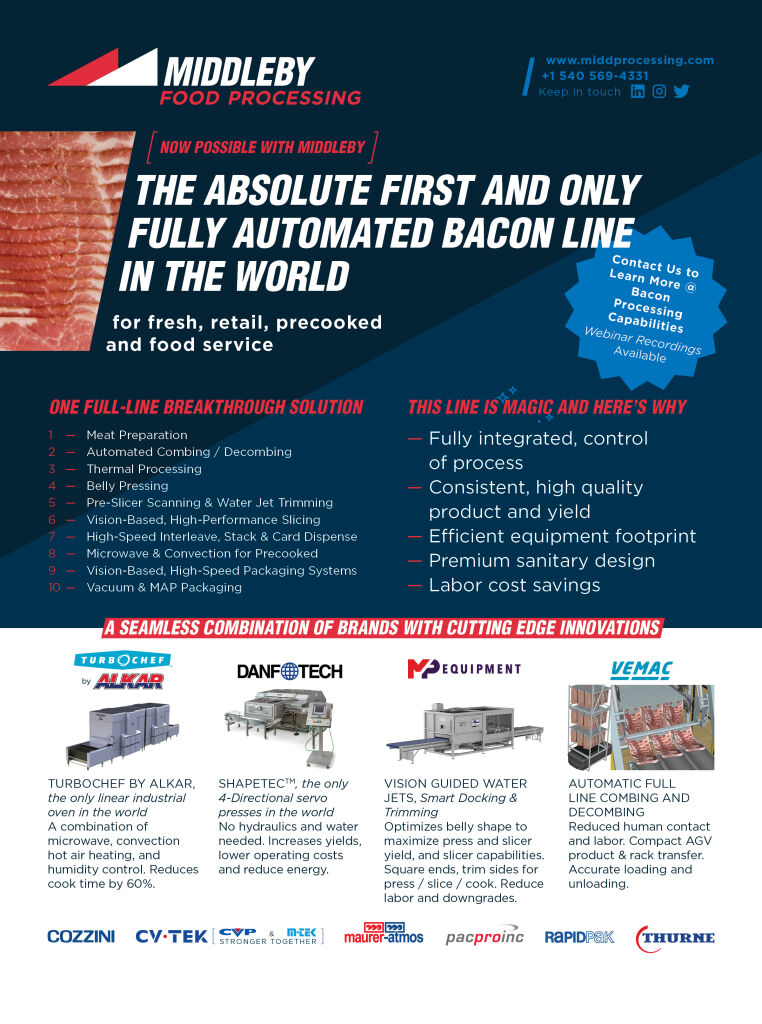 MIDDLEBY
FOOD PROCESSING
www.middprocessing.com
+1 540 569-4331
Keep in touch
[NOW POSSIBLE WITH MIDDLEBY]
THE ABSOLUTE FIRST AND ONLY
FULLY AUTOMATED BACON LINE
IN THE WORLD
for fresh, retail, precooked
and food service
Contact Us to
Learn More @
Bacon
Processing
Capabilities
Webinar Recordings
Available
ONE FULL-LINE BREAKTHROUGH SOLUTION
1 — Meat Preparation
2 — Automated Combing / Decombing
3 — Thermal Processing
4 — Belly Pressing
5 — Pre-Slicer Scanning & Water Jet Trimming
6 — Vision-Based, High-Performance Slicing
7 — High-Speed Interleave, Stack & Card Dispense
8 — Microwave & Convection for Precooked
9 — Vision-Based, High-Speed Packaging Systems
10 — Vacuum & MAP Packaging
THIS LINE IS MAGIC AND HERE'S WHY
— Fully integrated, control
of process
— Consistent, high quality
product and yield
— Efficient equipment footprint
— Premium sanitary design
— Labor cost savings
A SEAMLESS COMBINATION OF BRANDS WITH CUTTING EDGE INNOVATIONS
TURBOCHEF
by ALKAR
TURBOCHEF BY ALKAR,
the only linear industrial
oven in the world
A combination of
microwave, convection
hot air heating, and
humidity control. Reduces
cook time by 60%.
DANFOTECH
SHAPETEC™, the only
4-Directional servo
presses in the world
No hydraulics and water
needed. Increases yields,
lower operating costs
and reduce energy.
MP EQUIPMENT
VISION GUIDED WATER
JETS, Smart Docking &
Trimming
Optimizes belly shape to
maximize press and slicer
yield, and slicer capabilities.
Square ends, trim sides for
press / slice / cook. Reduce
labor and downgrades.
VEMAC
AUTOMATIC FULL
LINE COMBING AND
DECOMBING
Reduced human contact
and labor. Compact AGV
product & rack transfer.
Accurate loading and
unloading.
COZZINI
CV·TEK [CVP & M-TEK
STRONGER TOGETHER]
maurer-atmos
pacproinc
RAPIDPAK
THURNE